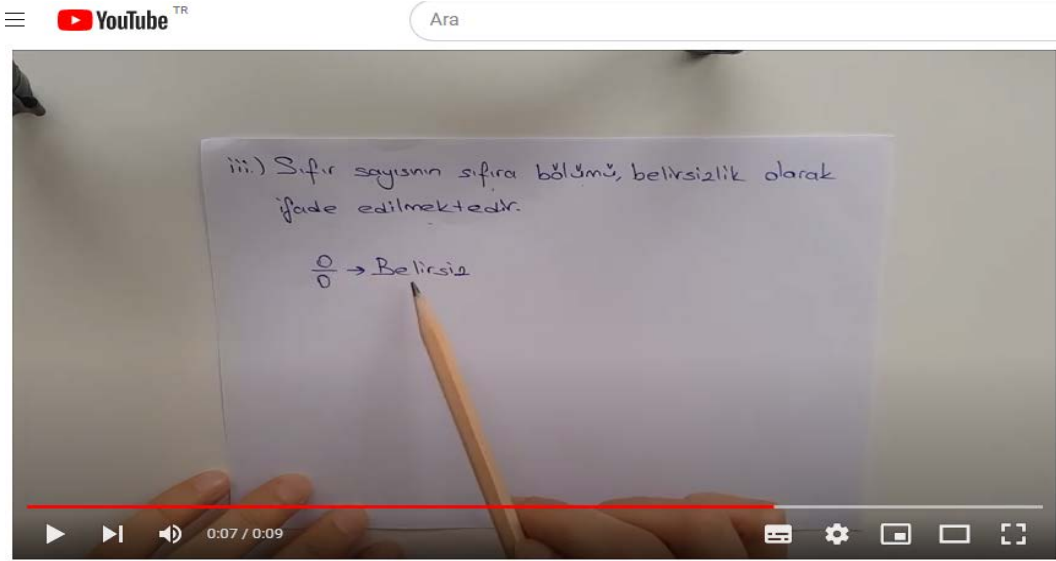 YouTube TR
Ara
iii.) Sıfır sayısının sıfıra bölümü, belirsizlik olarak
ifade edilmektedir.
0/0 → Belirsiz
0:07 / 0:09